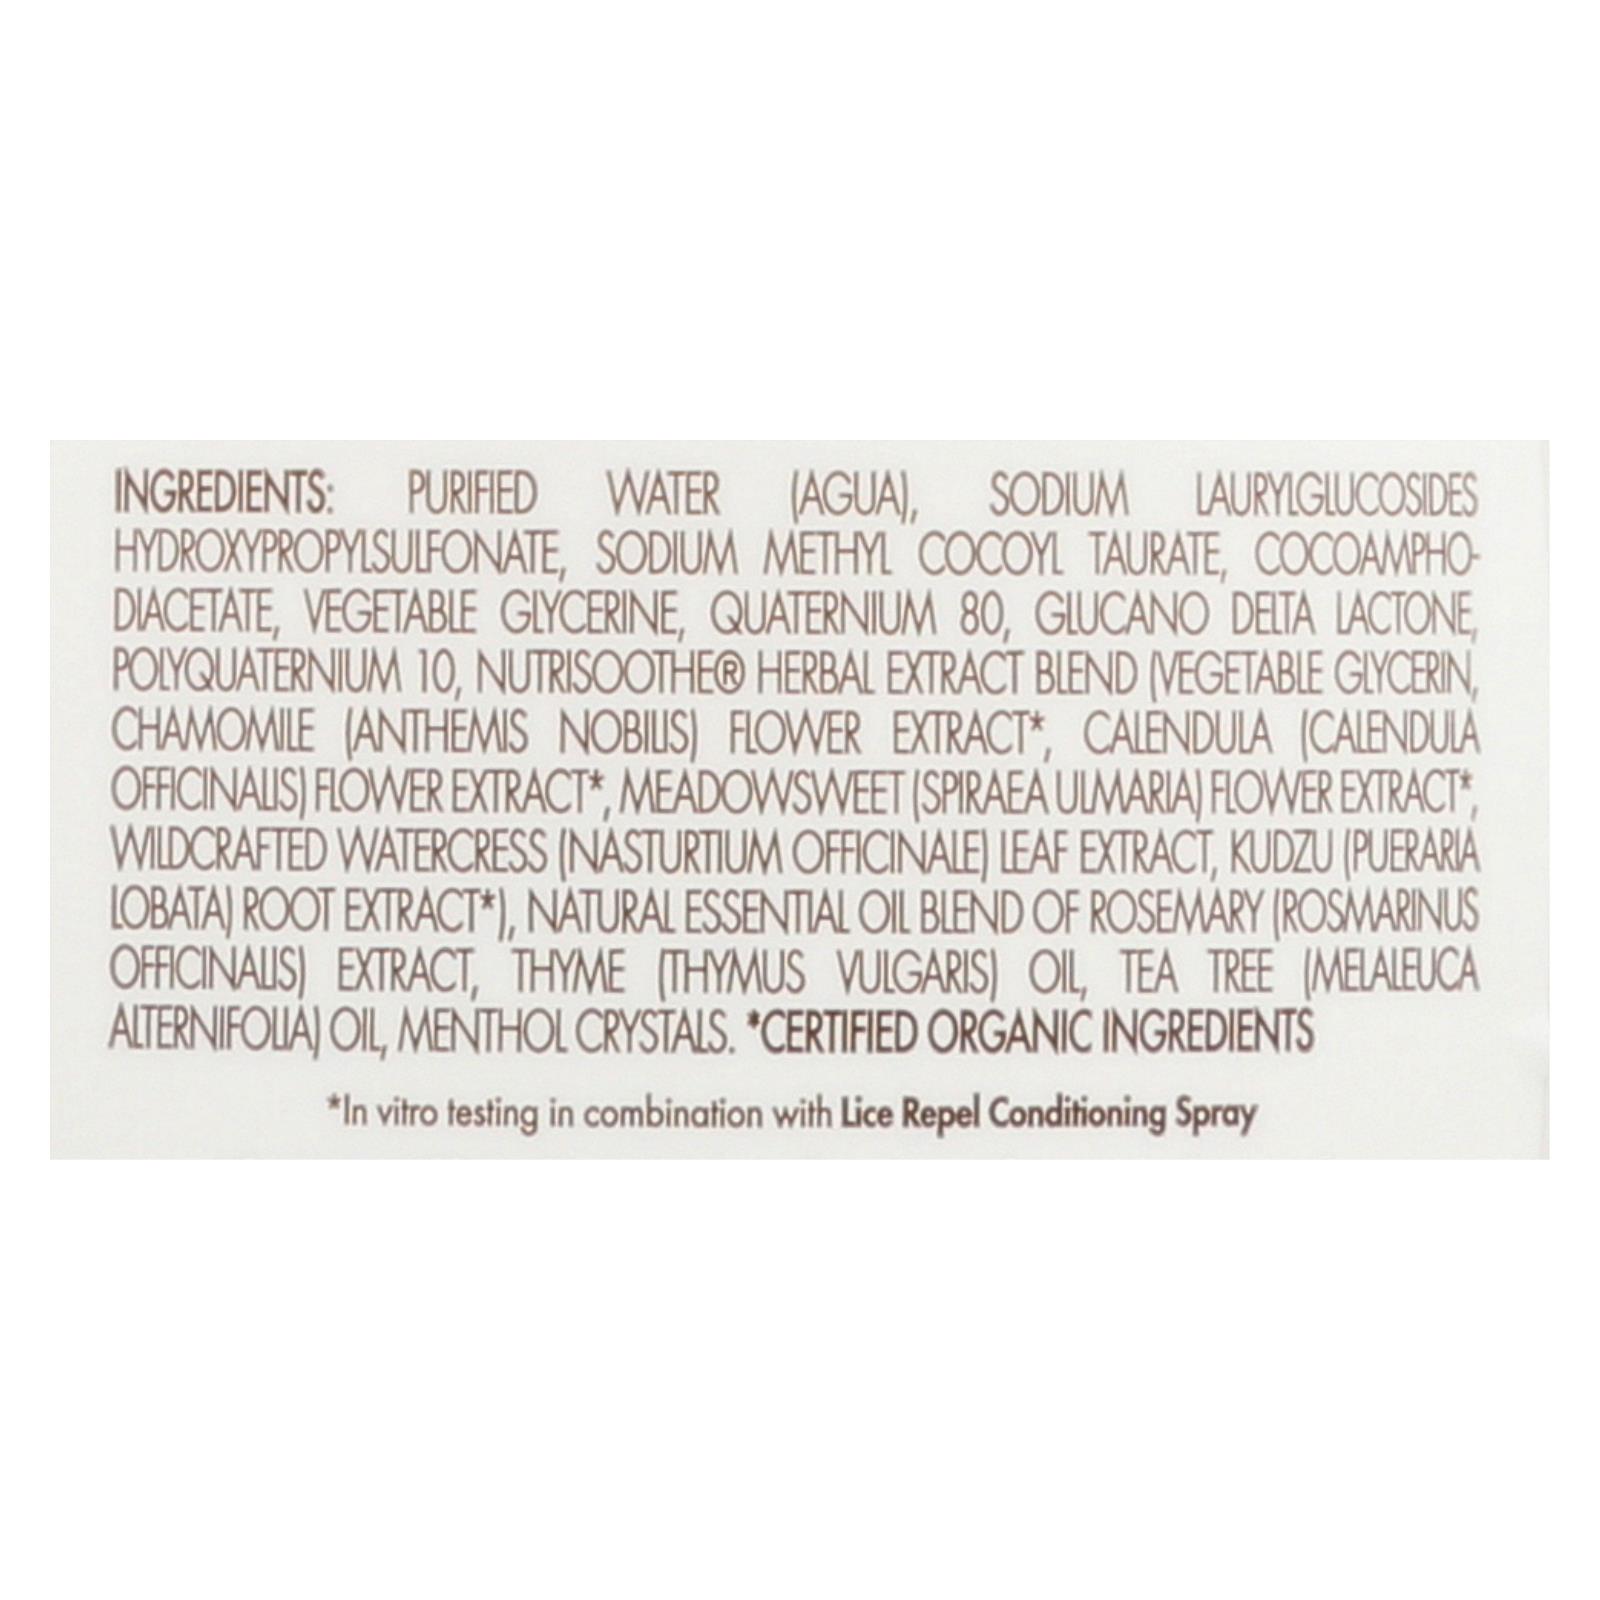 INGREDIENTS: PURIFIED WATER (AGUA), SODIUM LAURYLGLUCOSIDES
HYDROXYPROPYLSULFONATE, SODIUM METHYL COCOYL TAURATE, COCOAMPHO-
DIACETATE, VEGETABLE GLYCERINE, QUATERNIUM 80, GLUCANO DELTA LACTONE,
POLYQUATERNIUM 10, NUTRISOOTHE® HERBAL EXTRACT BLEND (VEGETABLE GLYCERIN,
CHAMOMILE (ANTHEMIS NOBILIS) FLOWER EXTRACT*, CALENDULA (CALENDULA
OFFICINALIS) FLOWER EXTRACT*, MEADOWSWEET (SPIRAEA ULMARIA) FLOWER EXTRACT*,
WILDCRAFTED WATERCRESS (NASTURTIUM OFFICINALE) LEAF EXTRACT, KUDZU (PUERARIA
LOBATA) ROOT EXTRACT*), NATURAL ESSENTIAL OIL BLEND OF ROSEMARY (ROSMARINUS
OFFICINALIS) EXTRACT, THYME (THYMUS VULGARIS) OIL, TEA TREE (MELALEUCA
ALTERNIFOLIA) OIL, MENTHOL CRYSTALS. *CERTIFIED ORGANIC INGREDIENTS
*In vitro testing in combination with Lice Repel Conditioning Spray